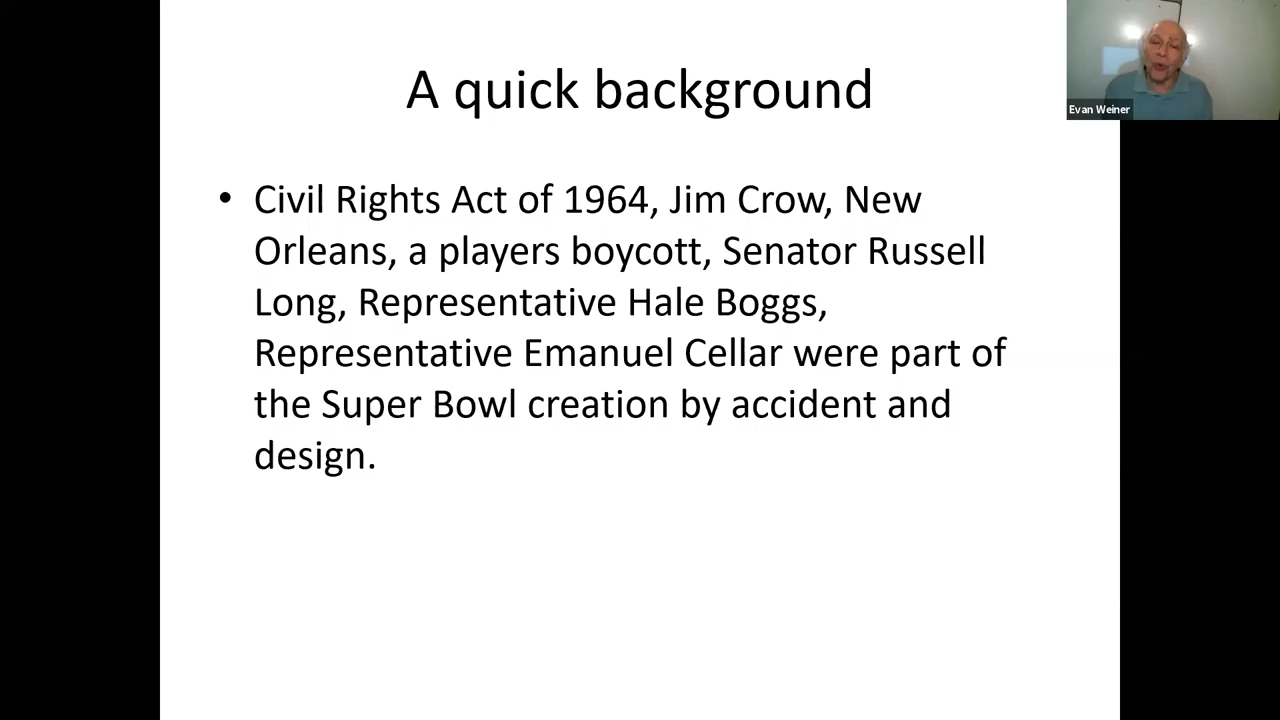 A quick background
• Civil Rights Act of 1964, Jim Crow, New
Orleans, a players boycott, Senator Russell
Long, Representative Hale Boggs,
Representative Emanuel Cellar were part of
the Super Bowl creation by accident and
design.
Evan Weiner